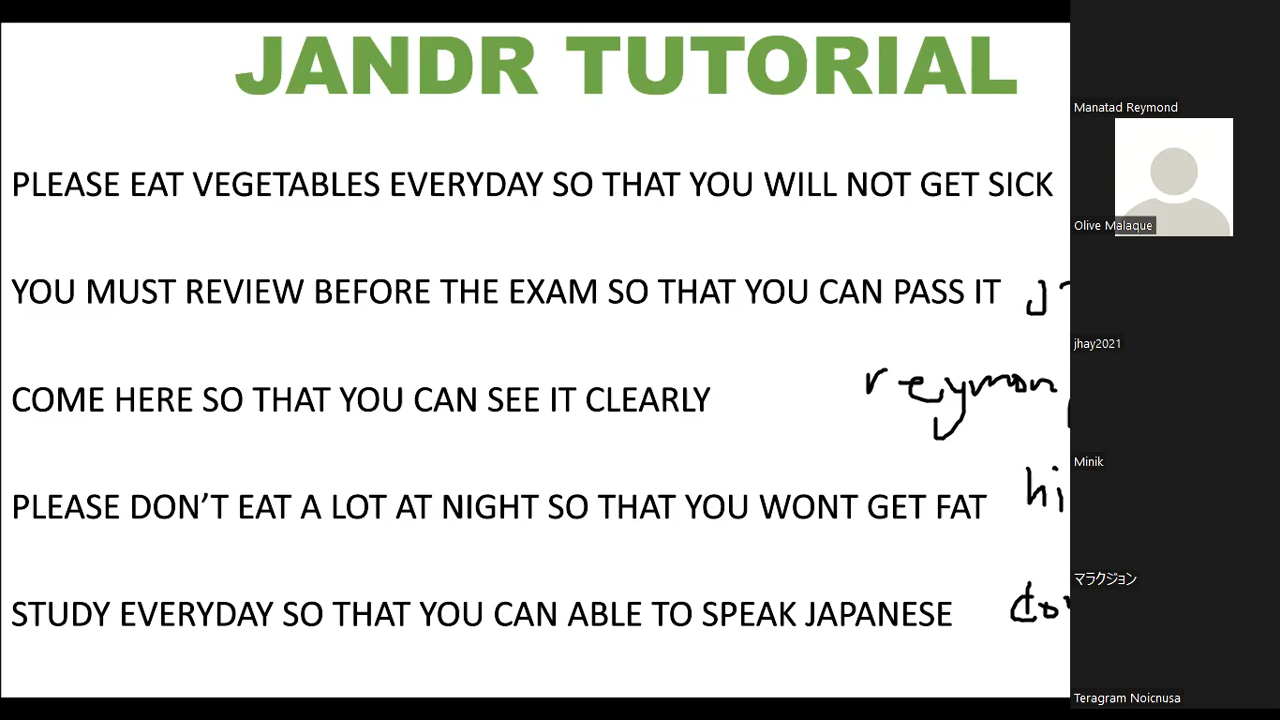 JANDR TUTORIAL
PLEASE EAT VEGETABLES EVERYDAY SO THAT YOU WILL NOT GET SICK
YOU MUST REVIEW BEFORE THE EXAM SO THAT YOU CAN PASS IT
COME HERE SO THAT YOU CAN SEE IT CLEARLY
reymon
PLEASE DON’T EAT A LOT AT NIGHT SO THAT YOU WONT GET FAT
hi
STUDY EVERYDAY SO THAT YOU CAN ABLE TO SPEAK JAPANESE
Manatad Reymond
Olive Malaque
jhay2021
Minik
マラクジョン
Teragram Noicnusa